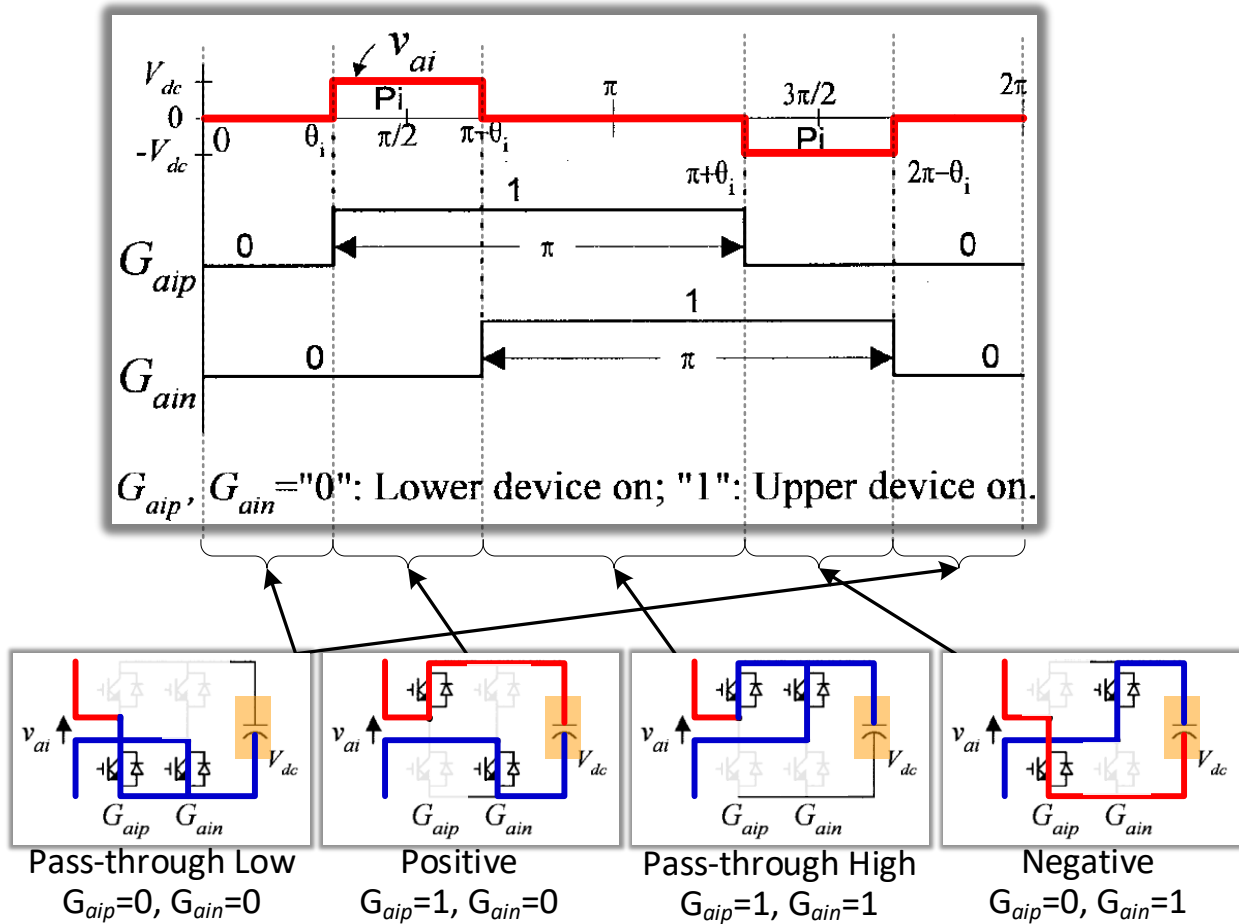 v_ai
V_dc
Pi
π
3π/2
2π
0
0
θ_i
π/2
π-θ_i
Pi
-V_dc
π+θ_i
2π-θ_i
1
0
π
0
G_aip
1
0
π
0
G_ain
G_aip, G_ain="0": Lower device on; "1": Upper device on.
v_ai
V_dc
G_aip G_ain
v_ai
V_dc
G_aip G_ain
v_ai
V_dc
G_aip G_ain
v_ai
V_dc
G_aip G_ain
Pass-through Low
G_aip=0, G_ain=0
Positive
G_aip=1, G_ain=0
Pass-through High
G_aip=1, G_ain=1
Negative
G_aip=0, G_ain=1